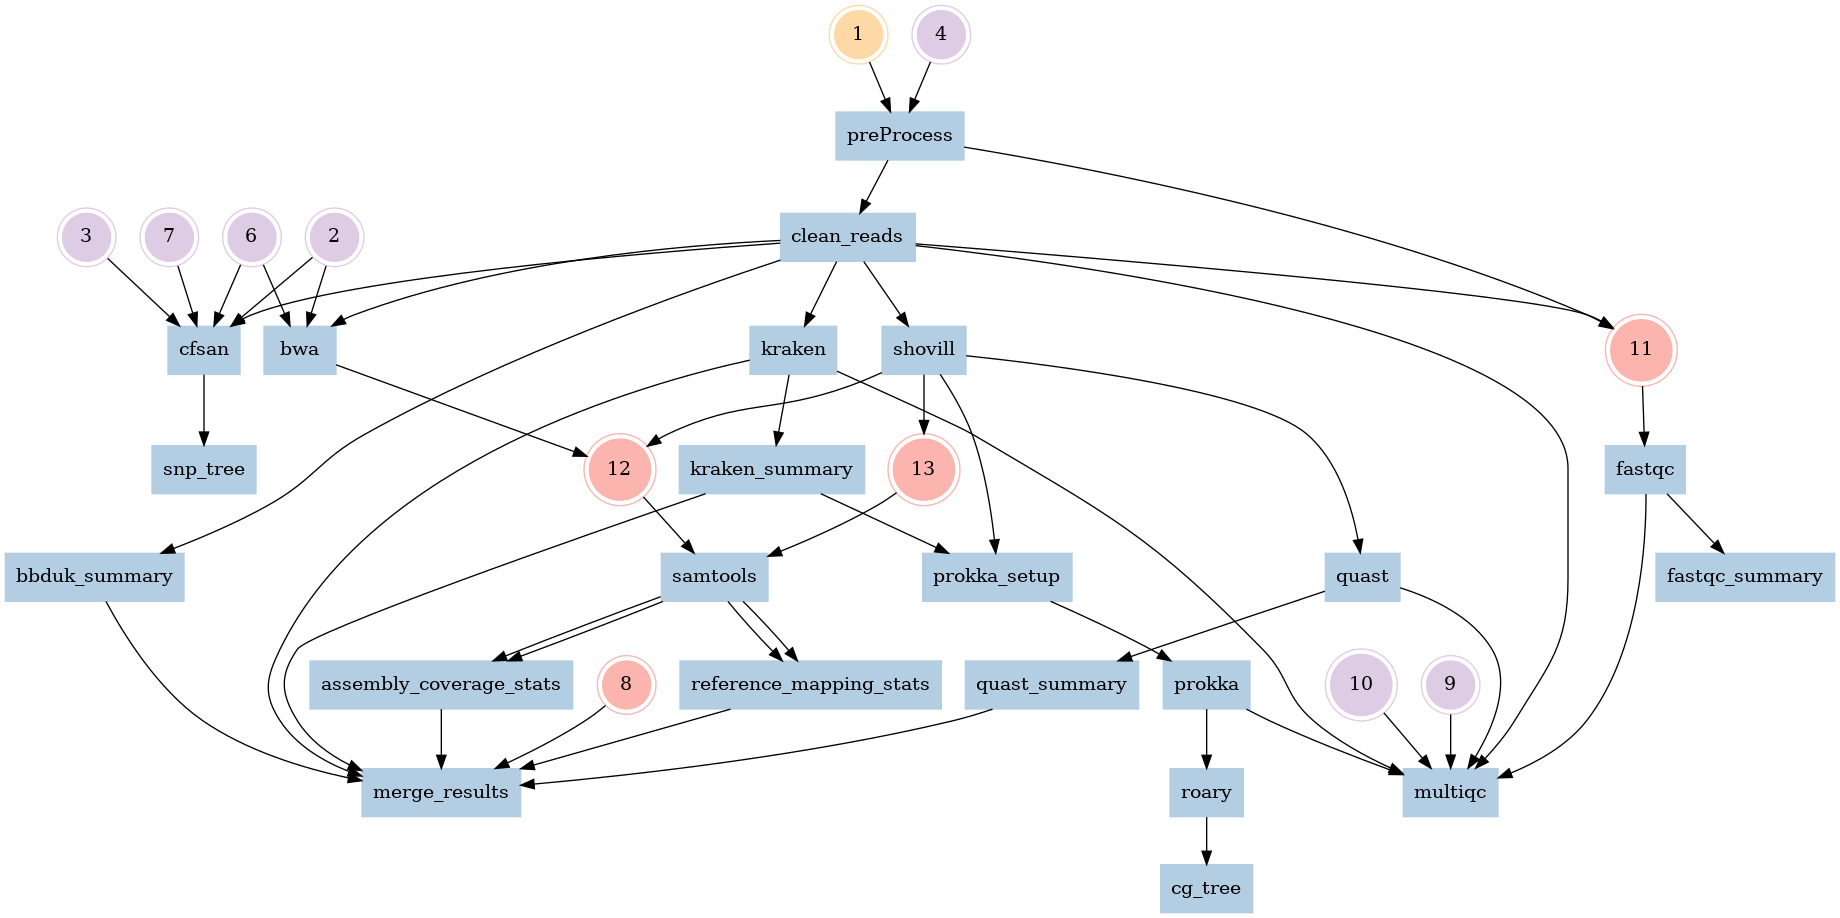 1
4
preProcess
3
7
6
2
clean_reads
cfsan
bwa
kraken
shovill
11
snp_tree
12
kraken_summary
13
fastqc
bbduk_summary
samtools
prokka_setup
quast
fastqc_summary
assembly_coverage_stats
8
reference_mapping_stats
quast_summary
prokka
10
9
merge_results
roary
multiqc
cg_tree